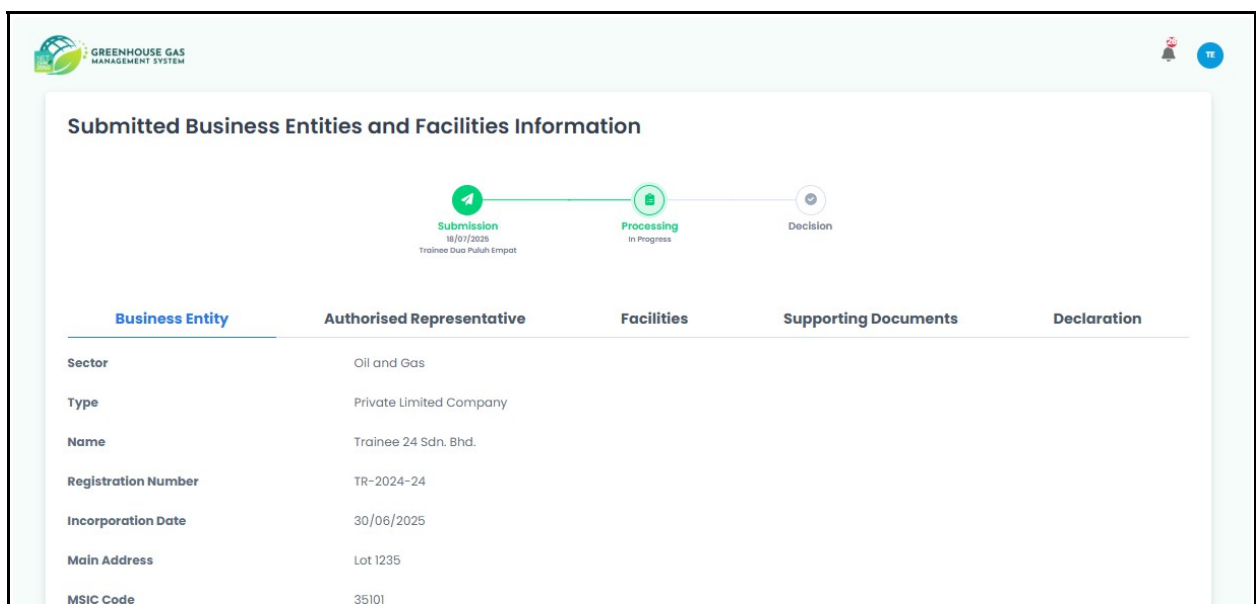 GREENHOUSE GAS
MANAGEMENT SYSTEM
20
TE
Submitted Business Entities and Facilities Information
Submission
18/07/2025
Trainee Dua Puluh Empat
Processing
In Progress
Decision
Business Entity Authorised Representative Facilities Supporting Documents Declaration
Sector Oil and Gas
Type Private Limited Company
Name Trainee 24 Sdn. Bhd.
Registration Number TR-2024-24
Incorporation Date 30/06/2025
Main Address Lot 1235
MSIC Code 35101